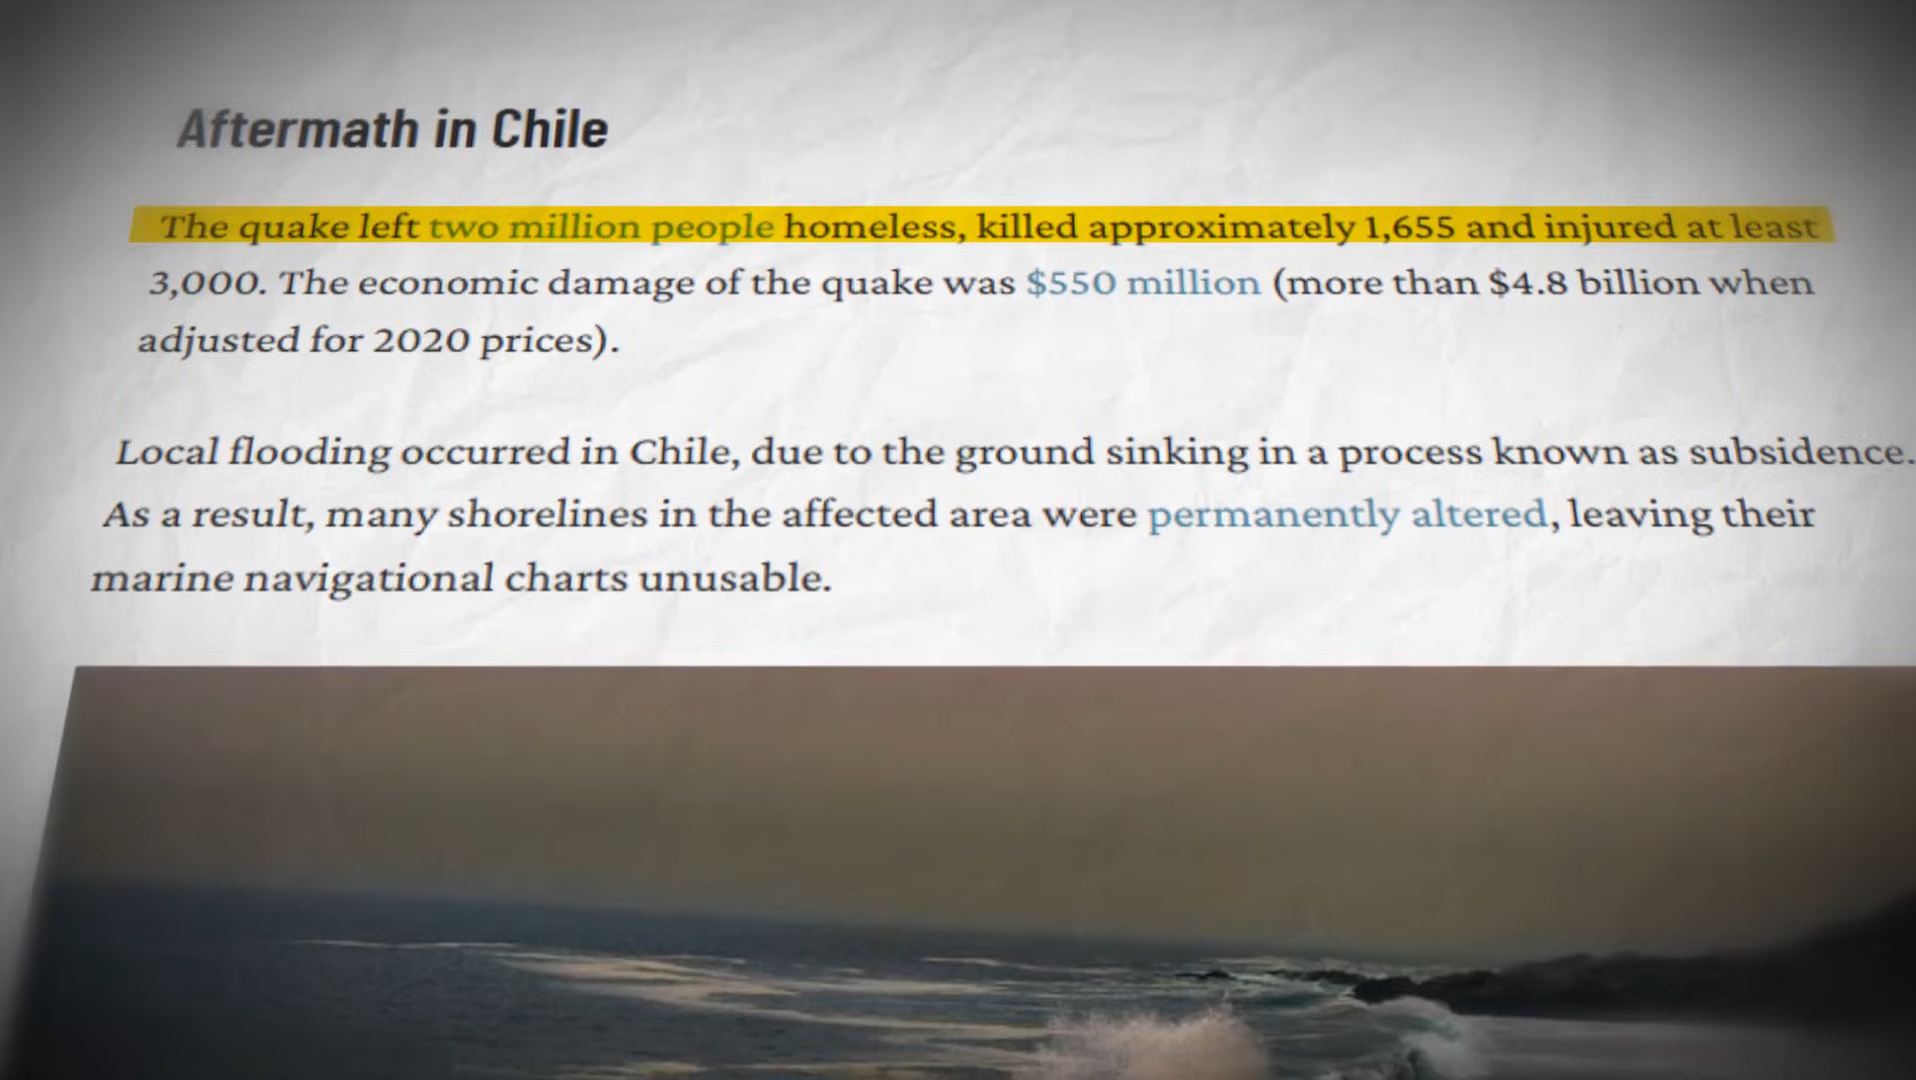 Aftermath in Chile
The quake left two million people homeless, killed approximately 1,655 and injured at least
3,000. The economic damage of the quake was $550 million (more than $4.8 billion when
adjusted for 2020 prices).
Local flooding occurred in Chile, due to the ground sinking in a process known as subsidence.
As a result, many shorelines in the affected area were permanently altered, leaving their
marine navigational charts unusable.